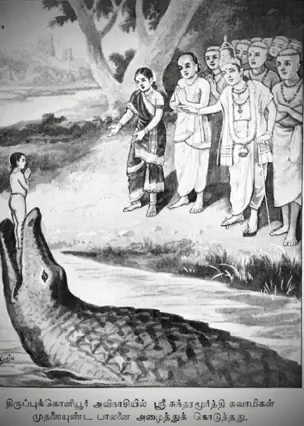 திருப்புக்கொளியூர் அவிநாசியில் ஸ்ரீ சுந்தரமூர்த்தி சுவாமிகள்
முதலையுண்ட பாலனை அழைத்துக் கொடுத்தது.